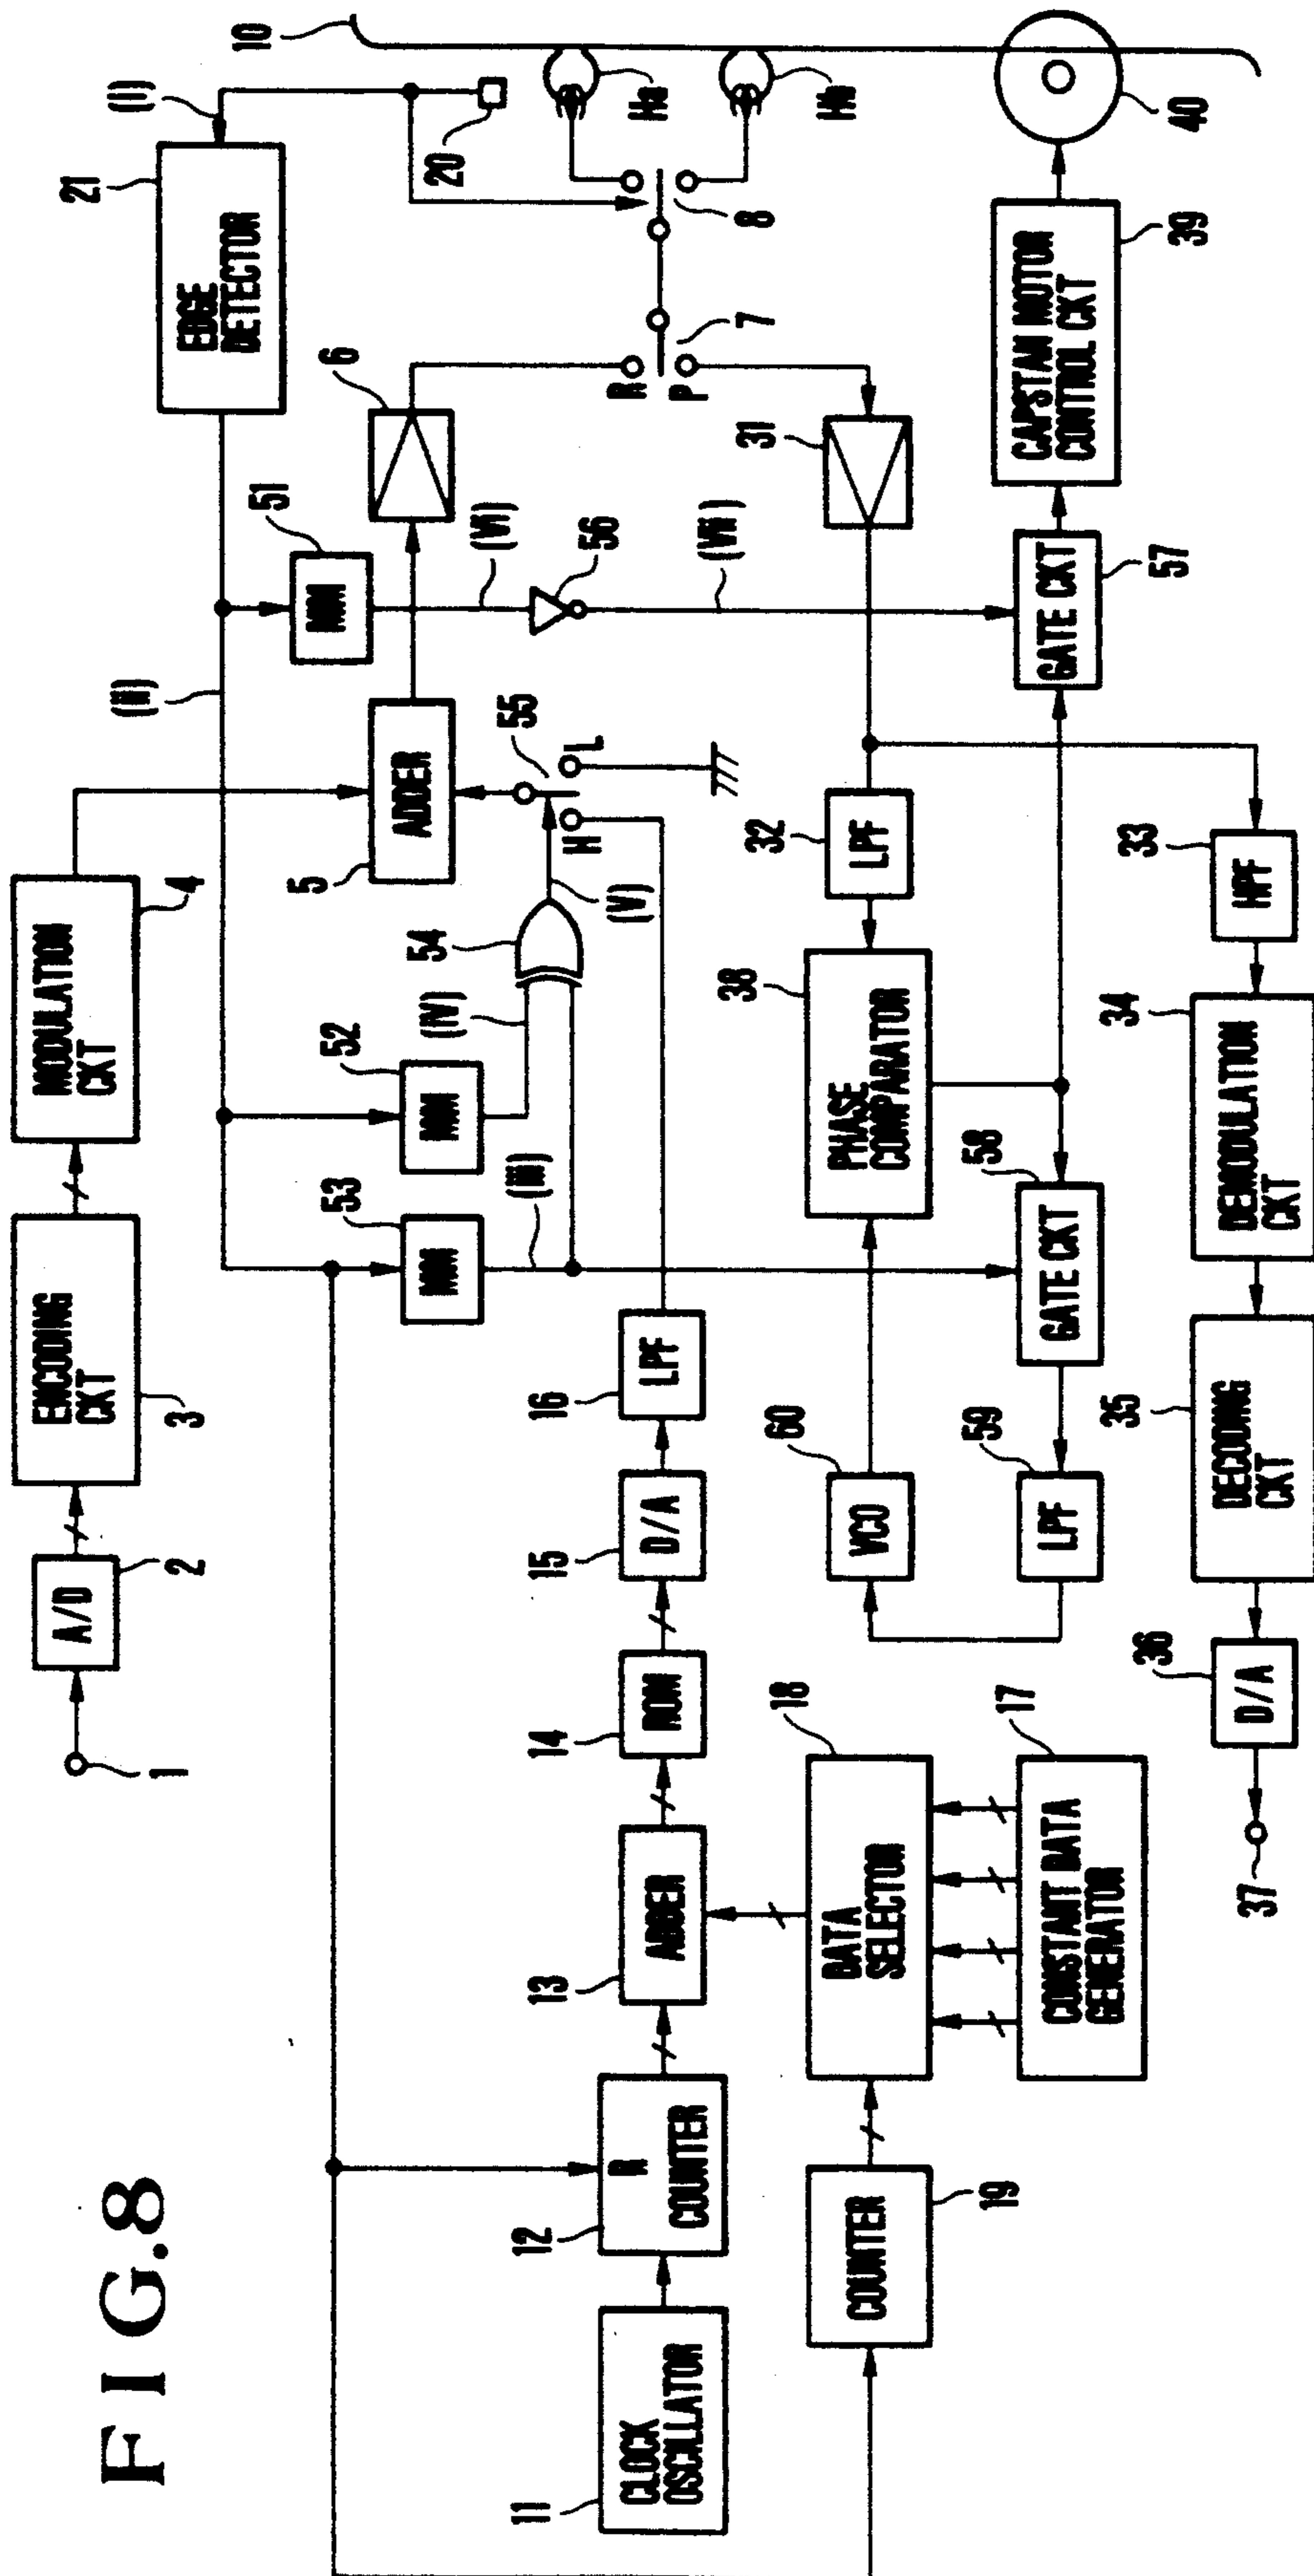 FIG.8
1
A/D
2
ENCODING
CKT
3
MODULATION
CKT
4
(II)
EDGE
DETECTOR
21
(I)
10
20
MM
53
MM
52
MM
51
(III)
(IV)
54
(V)
ADDER
5
55
H
L
(VI)
56
(VII)
6
R
P
7
8
Ha
Hb
CLOCK
OSCILLATOR
11
R
COUNTER
12
ADDER
13
ROM
14
D/A
15
LPF
16
COUNTER
19
DATA
SELECTOR
18
CONSTANT DATA
GENERATOR
17
VCO
60
PHASE
COMPARATOR
38
LPF
32
31
LPF
59
GATE CKT
58
GATE CKT
57
CAPSTAN MOTOR
CONTROL CKT
39
40
37
D/A
36
DECODING
CKT
35
DEMODULATION
CKT
34
HPF
33